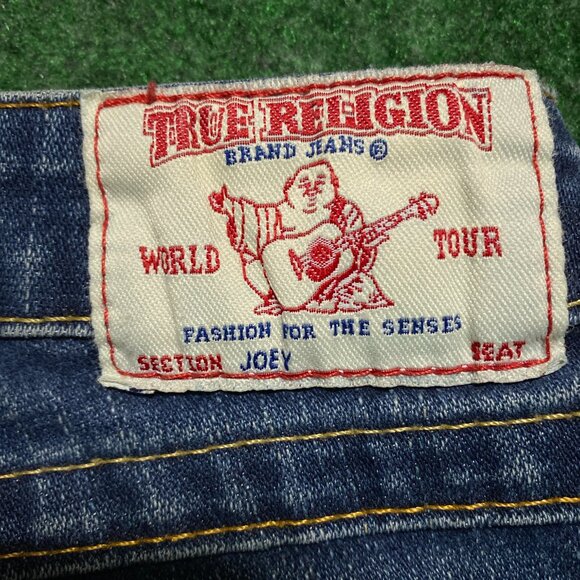 TRUE RELIGION
BRAND JEANS®
WORLD TOUR
FASHION FOR THE SENSES
SECTION JOEY SEAT